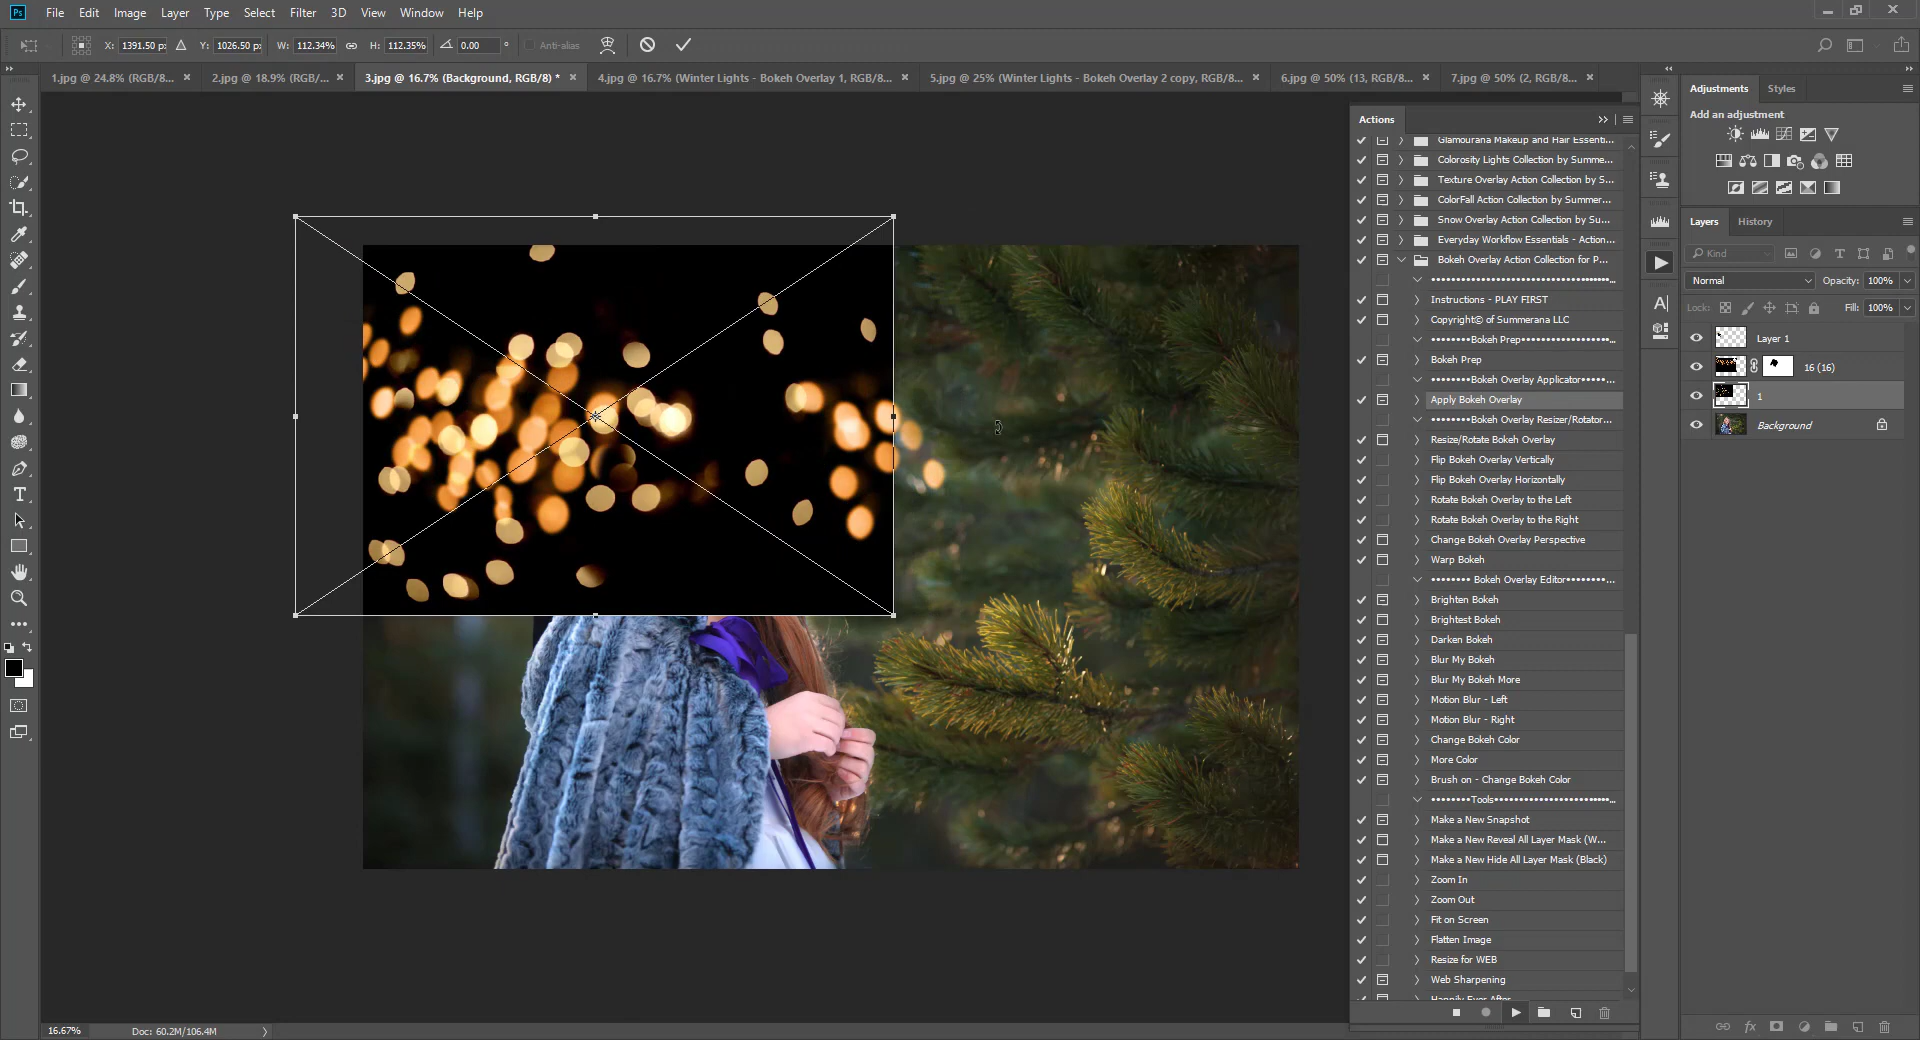 Ps File Edit Image Layer Type Select Filter 3D View Window Help
X: 1391.50 px Y: 1026.50 px W: 112.34% H: 112.35% 0.00 ° Anti-alias
1.jpg @ 24.8% (RGB/8... × 2.jpg @ 18.9% (RGB/... × 3.jpg @ 16.7% (Background, RGB/8) * × 4.jpg @ 16.7% (Winter Lights - Bokeh Overlay 1, RGB/8... × 5.jpg @ 25% (Winter Lights - Bokeh Overlay 2 copy, RGB/8... × 6.jpg @ 50% (13, RGB/8... × 7.jpg @ 50% (2, RGB/8... ×
Actions
Glamourana Makeup and Hair Essenti...
Colorosity Lights Collection by Summe...
Texture Overlay Action Collection by S...
ColorFall Action Collection by Summer...
Snow Overlay Action Collection by Su...
Everyday Workflow Essentials - Action...
Bokeh Overlay Action Collection for P...
••••••••••••••••••••••••••••••••••••...
Instructions - PLAY FIRST
Copyright© of Summerana LLC
••••••••Bokeh Prep•••••••••••••••••••...
Bokeh Prep
••••••••Bokeh Overlay Applicator•••••...
Apply Bokeh Overlay
••••••••Bokeh Overlay Resizer/Rotator...
Resize/Rotate Bokeh Overlay
Flip Bokeh Overlay Vertically
Flip Bokeh Overlay Horizontally
Rotate Bokeh Overlay to the Left
Rotate Bokeh Overlay to the Right
Change Bokeh Overlay Perspective
Warp Bokeh
•••••••• Bokeh Overlay Editor••••••••...
Brighten Bokeh
Brightest Bokeh
Darken Bokeh
Blur My Bokeh
Blur My Bokeh More
Motion Blur - Left
Motion Blur - Right
Change Bokeh Color
More Color
Brush on - Change Bokeh Color
••••••••Tools••••••••••••••••••••••••...
Make a New Snapshot
Make a New Reveal All Layer Mask (W...
Make a New Hide All Layer Mask (Black)
Zoom In
Zoom Out
Fit on Screen
Flatten Image
Resize for WEB
Web Sharpening
Happily Ever After
Adjustments Styles
Add an adjustment
Layers History
Kind
Normal Opacity: 100%
Lock: Fill: 100%
Layer 1
16 (16)
1
Background
16.67% Doc: 60.2M/106.4M